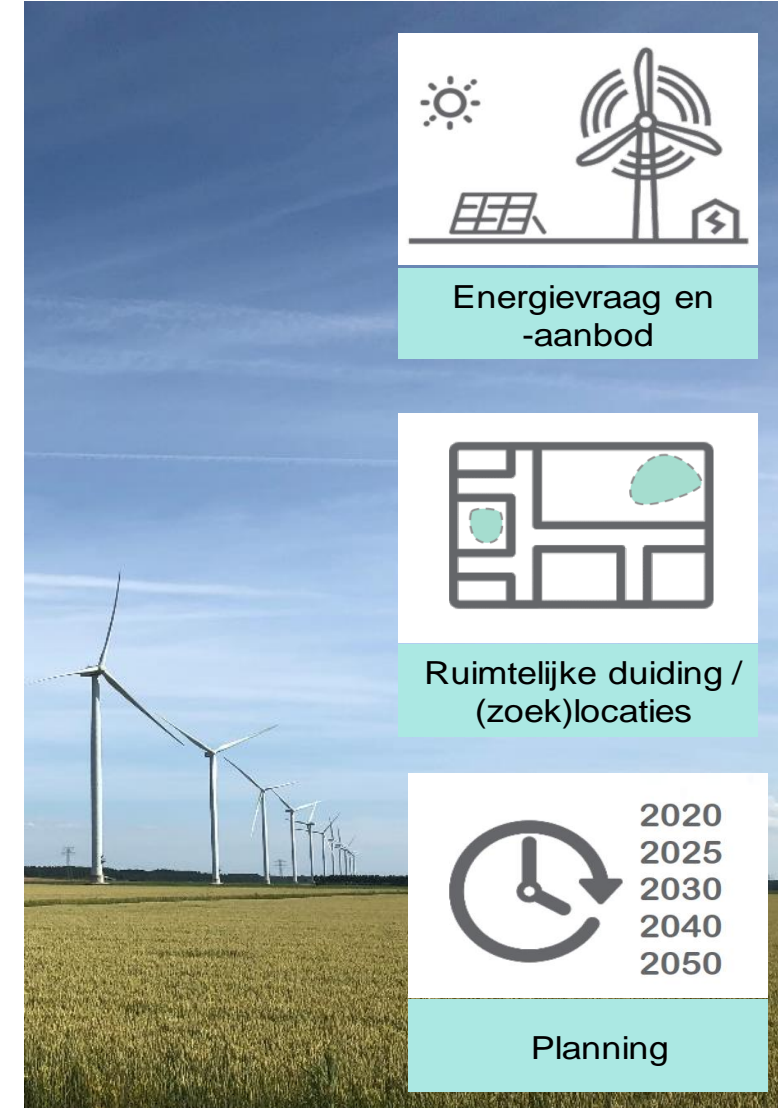 Energievraag en
-aanbod
Ruimtelijke duiding /
(zoek)locaties
2020
2025
2030
2040
2050
Planning